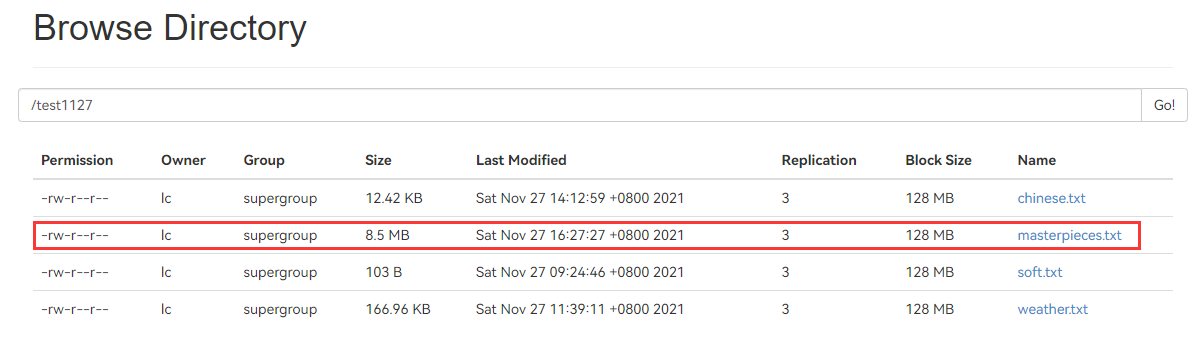 Browse Directory
/test1127 Go!
Permission Owner Group Size Last Modified Replication Block Size Name
-rw-r--r-- lc supergroup 12.42 KB Sat Nov 27 14:12:59 +0800 2021 3 128 MB chinese.txt
-rw-r--r-- lc supergroup 8.5 MB Sat Nov 27 16:27:27 +0800 2021 3 128 MB masterpieces.txt
-rw-r--r-- lc supergroup 103 B Sat Nov 27 09:24:46 +0800 2021 3 128 MB soft.txt
-rw-r--r-- lc supergroup 166.96 KB Sat Nov 27 11:39:11 +0800 2021 3 128 MB weather.txt